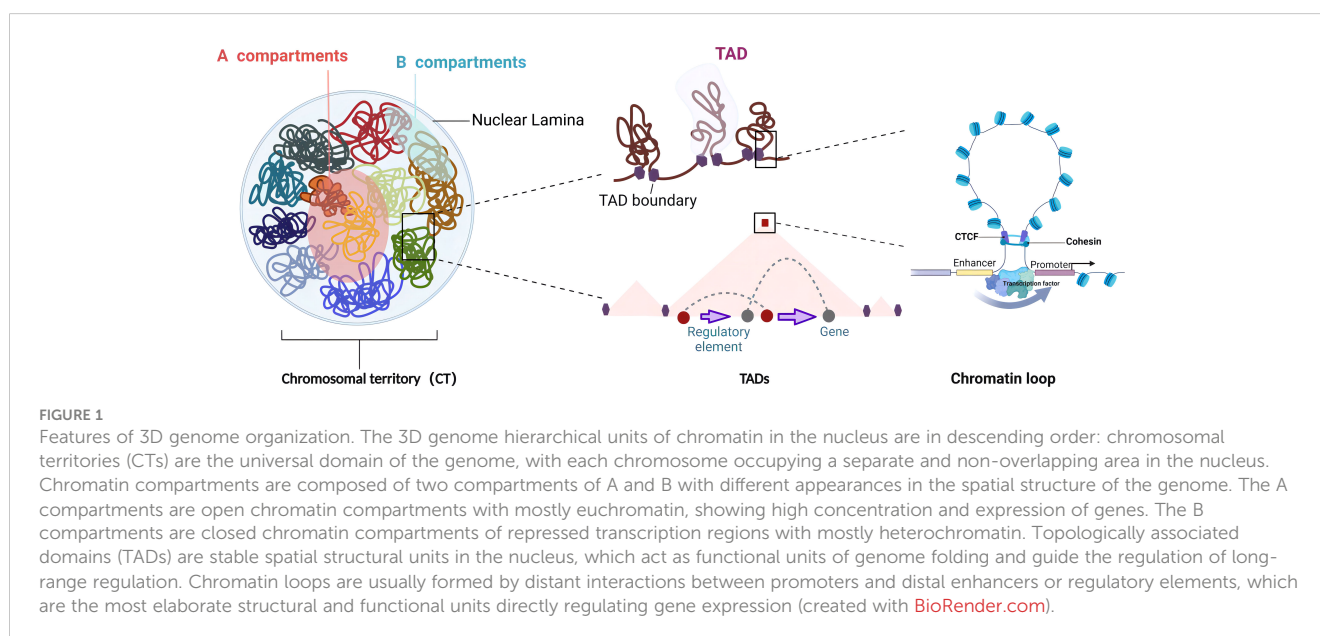 A compartments
B compartments
Nuclear Lamina
Chromosomal territory (CT)
TAD
TAD boundary
Regulatory
element
Gene
TADs
CTCF
Cohesin
Enhancer
Promoter
Transcription factor
Chromatin loop
FIGURE 1
Features of 3D genome organization. The 3D genome hierarchical units of chromatin in the nucleus are in descending order: chromosomal
territories (CTs) are the universal domain of the genome, with each chromosome occupying a separate and non-overlapping area in the nucleus.
Chromatin compartments are composed of two compartments of A and B with different appearances in the spatial structure of the genome. The A
compartments are open chromatin compartments with mostly euchromatin, showing high concentration and expression of genes. The B
compartments are closed chromatin compartments of repressed transcription regions with mostly heterochromatin. Topologically associated
domains (TADs) are stable spatial structural units in the nucleus, which act as functional units of genome folding and guide the regulation of long-
range regulation. Chromatin loops are usually formed by distant interactions between promoters and distal enhancers or regulatory elements, which
are the most elaborate structural and functional units directly regulating gene expression (created with BioRender.com).